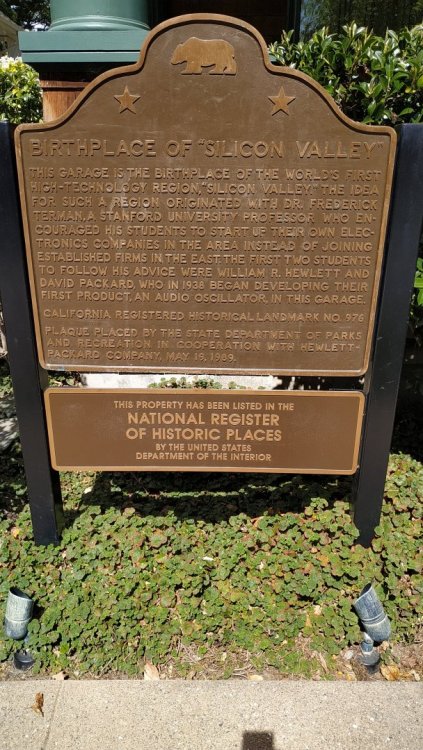 BIRTHPLACE OF "SILICON VALLEY"
THIS GARAGE IS THE BIRTHPLACE OF THE WORLD'S FIRST
HIGH-TECHNOLOGY REGION, "SILICON VALLEY." THE IDEA
FOR SUCH A REGION ORIGINATED WITH DR. FREDERICK
TERMAN, A STANFORD UNIVERSITY PROFESSOR WHO EN-
COURAGED HIS STUDENTS TO START UP THEIR OWN ELEC-
TRONICS COMPANIES IN THE AREA INSTEAD OF JOINING
ESTABLISHED FIRMS IN THE EAST. THE FIRST TWO STUDENTS
TO FOLLOW HIS ADVICE WERE WILLIAM R. HEWLETT AND
DAVID PACKARD, WHO IN 1938 BEGAN DEVELOPING THEIR
FIRST PRODUCT, AN AUDIO OSCILLATOR, IN THIS GARAGE.
CALIFORNIA REGISTERED HISTORICAL LANDMARK NO. 976
PLAQUE PLACED BY THE STATE DEPARTMENT OF PARKS
AND RECREATION IN COOPERATION WITH HEWLETT-
PACKARD COMPANY, MAY 19, 1989.
THIS PROPERTY HAS BEEN LISTED IN THE
NATIONAL REGISTER
OF HISTORIC PLACES
BY THE UNITED STATES
DEPARTMENT OF THE INTERIOR